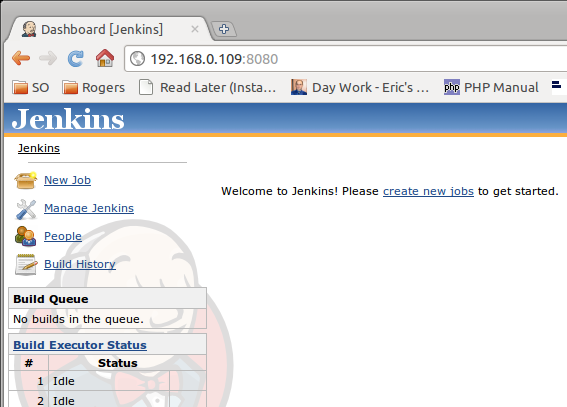 Dashboard [Jenkins]
192.168.0.109:8080
SO Rogers Read Later (Insta... Day Work - Eric's ... php PHP Manual
Jenkins
Jenkins
New Job
Welcome to Jenkins! Please create new jobs to get started.
Manage Jenkins
People
Build History
Build Queue
No builds in the queue.
Build Executor Status
# Status
1 Idle
2 Idle